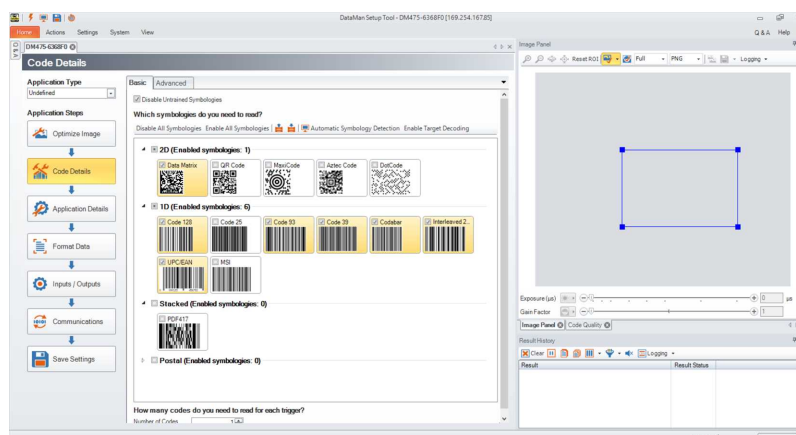 DataMan Setup Tool - DM475-6368F0 [169.254.167.85]
Home Actions Settings System View Q & A Help
DM475-6368F0
Code Details
Application Type
Undefined
Application Steps
Optimize Image
Code Details
Application Details
Format Data
Inputs / Outputs
Communications
Save Settings
Basic Advanced
Disable Untrained Symbologies
Which symbologies do you need to read?
Disable All Symbologies Enable All Symbologies Automatic Symbology Detection Enable Target Decoding
2D (Enabled symbologies: 1)
Data Matrix QR Code MaxiCode Aztec Code DotCode
1D (Enabled symbologies: 6)
Code 128 Code 25 Code 93 Code 39 Codabar Interleaved 2...
UPC/EAN MSI
Stacked (Enabled symbologies: 0)
PDF417
Postal (Enabled symbologies: 0)
How many codes do you need to read for each trigger?
Number of Codes 1
Image Panel
Reset ROI Full PNG Logging
Exposure (µs) 0 µs
Gain Factor 1
Image Panel Code Quality
Result History
Clear Logging
Result Result Status